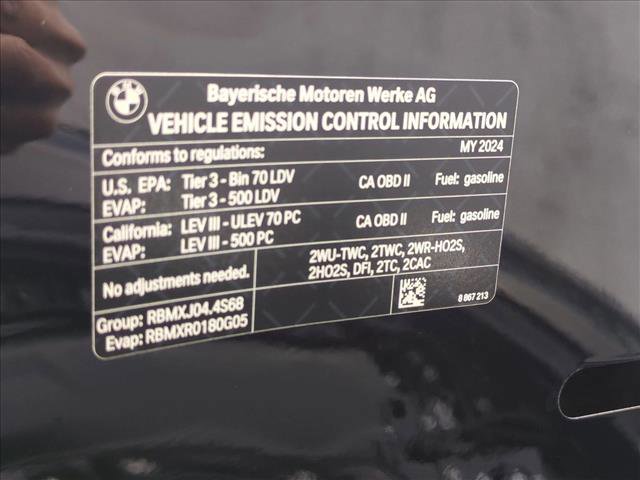 BMW
Bayerische Motoren Werke AG
VEHICLE EMISSION CONTROL INFORMATION
Conforms to regulations: MY 2024
U.S. EPA: Tier 3 - Bin 70 LDV CA OBD II Fuel: gasoline
EVAP: Tier 3 - 500 LDV
California: LEV III - ULEV 70 PC CA OBD II Fuel: gasoline
EVAP: LEV III - 500 PC
No adjustments needed.
2WU-TWC, 2TWC, 2WR-HO2S,
2HO2S, DFI, 2TC, 2CAC
Group: RBMXJ04.4S68
Evap: RBMXR0180G05
8 867 213